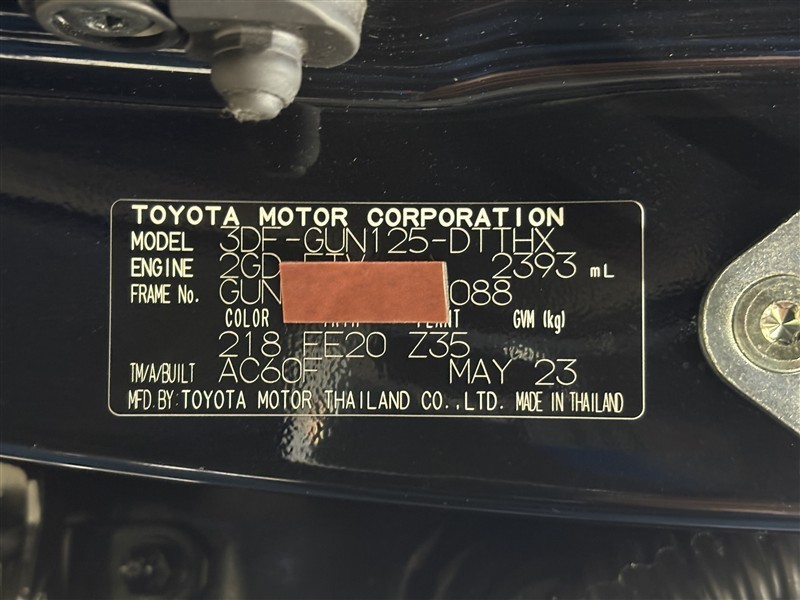 TOYOTA MOTOR CORPORATION
MODEL 3DF-GUN125-DTTHX
ENGINE 2GD-FTV 2393 mL
FRAME No. GUN 088
COLOR PLANT GVM (kg)
218 FE20 Z35
TM/A/BUILT AC60F MAY 23
MFD.BY:TOYOTA MOTOR THAILAND CO.,LTD. MADE IN THAILAND